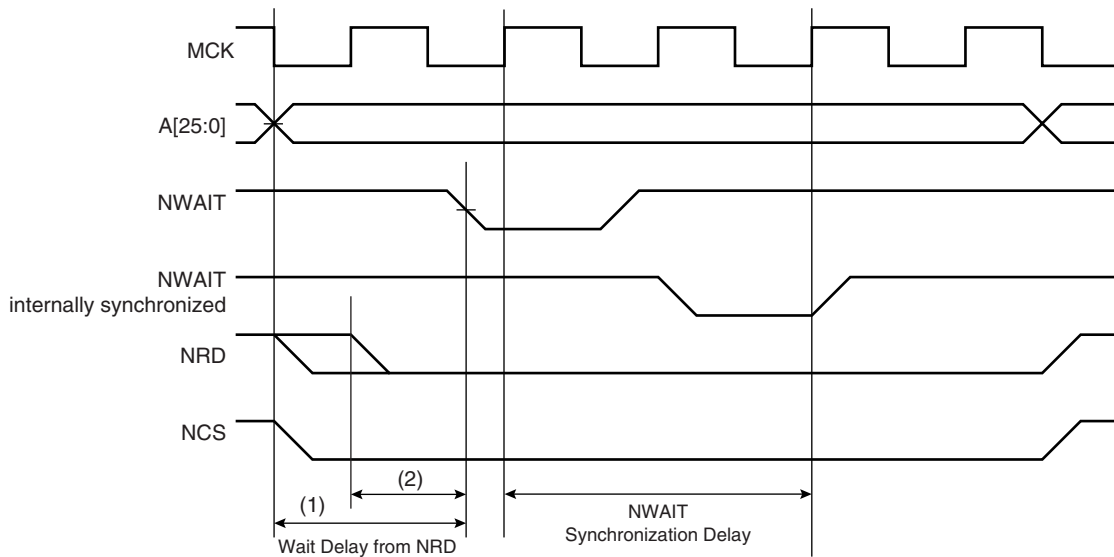 MCK
A[25:0]
NWAIT
NWAIT
internally synchronized
NRD
NCS
(1)
(2)
Wait Delay from NRD
NWAIT
Synchronization Delay